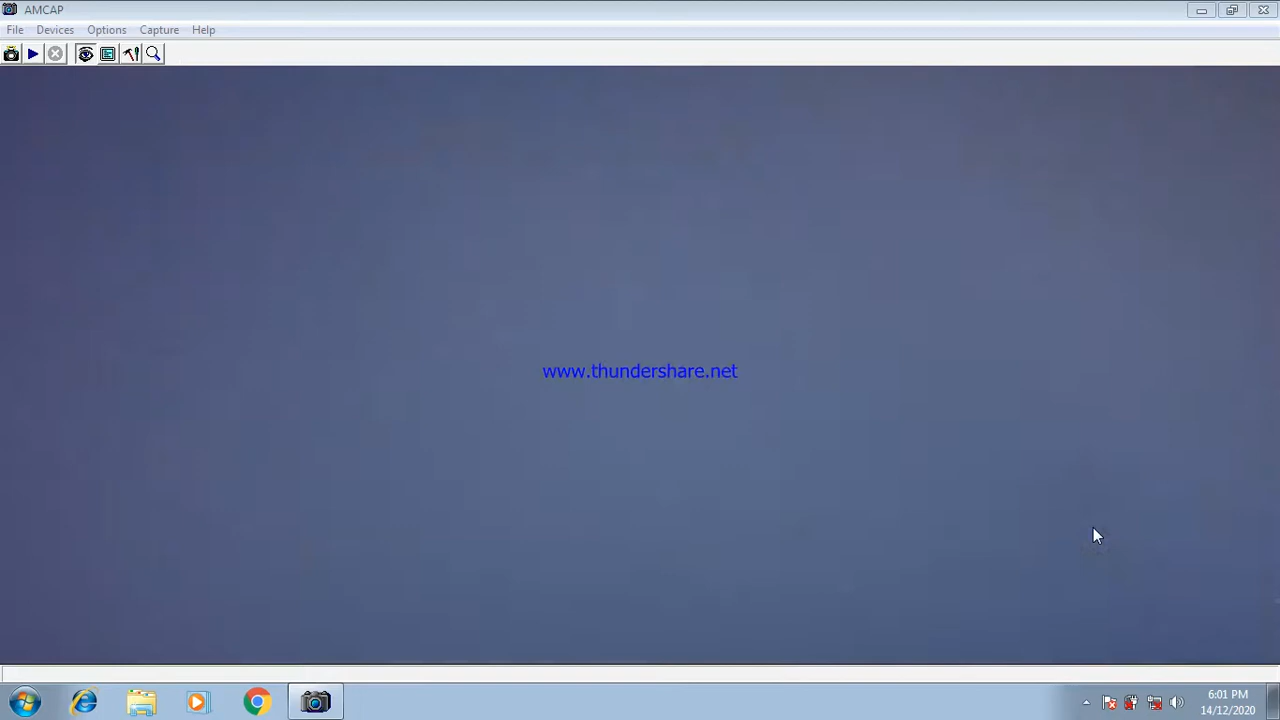 AMCAP
File Devices Options Capture Help
www.thundershare.net
6:01 PM
14/12/2020